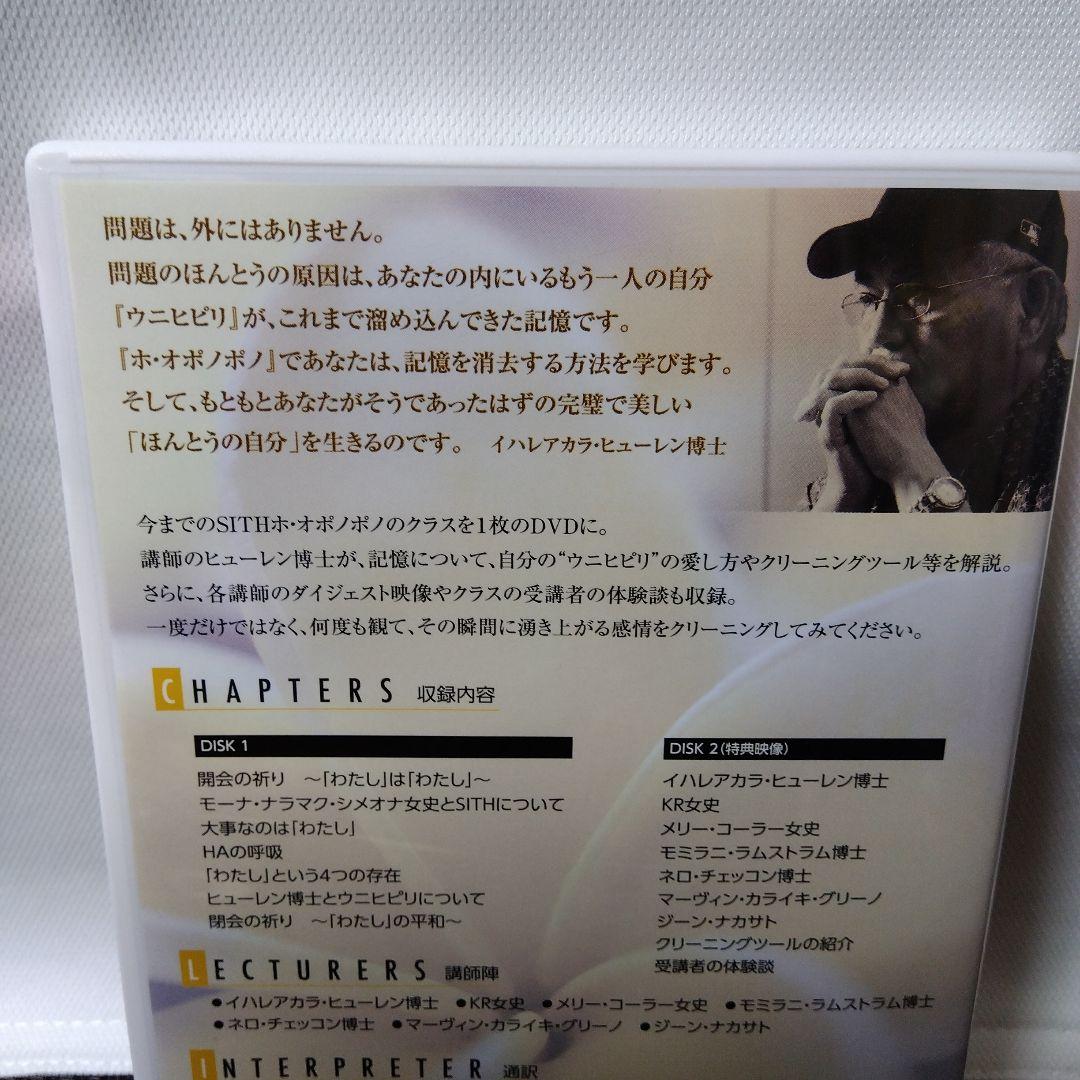 問題は、外にはありません。
問題のほんとうの原因は、あなたの内にいるもう一人の自分
『ウニヒピリ』が、これまで溜め込んできた記憶です。
『ホ・オポノポノ』であなたは、記憶を消去する方法を学びます。
そして、もともとあなたがそうであったはずの完璧で美しい
「ほんとうの自分」を生きるのです。 イハレアカラ・ヒューレン博士
今までのSITHホ・オポノポノのクラスを1枚のDVDに。
講師のヒューレン博士が、記憶について、自分の“ウニヒピリ”の愛し方やクリーニングツール等を解説。
さらに、各講師のダイジェスト映像やクラスの受講者の体験談も収録。
一度だけではなく、何度も観て、その瞬間に湧き上がる感情をクリーニングしてみてください。
CHAPTERS 収録内容
DISK 1
開会の祈り ～「わたし」は「わたし」～
モーナ・ナラマク・シメオナ女史とSITHについて
大事なのは「わたし」
HAの呼吸
「わたし」という4つの存在
ヒューレン博士とウニヒピリについて
閉会の祈り ～「わたし」の平和～
DISK 2（特典映像）
イハレアカラ・ヒューレン博士
KR女史
メリー・コーラー女史
モミラニ・ラムストラム博士
ネロ・チェッコン博士
マーヴィン・カライキ・グリーノ
ジーン・ナカサト
クリーニングツールの紹介
受講者の体験談
LECTURERS 講師陣
●イハレアカラ・ヒューレン博士 ●KR女史 ●メリー・コーラー女史 ●モミラニ・ラムストラム博士
●ネロ・チェッコン博士 ●マーヴィン・カライキ・グリーノ ●ジーン・ナカサト
INTERPRETER 通訳